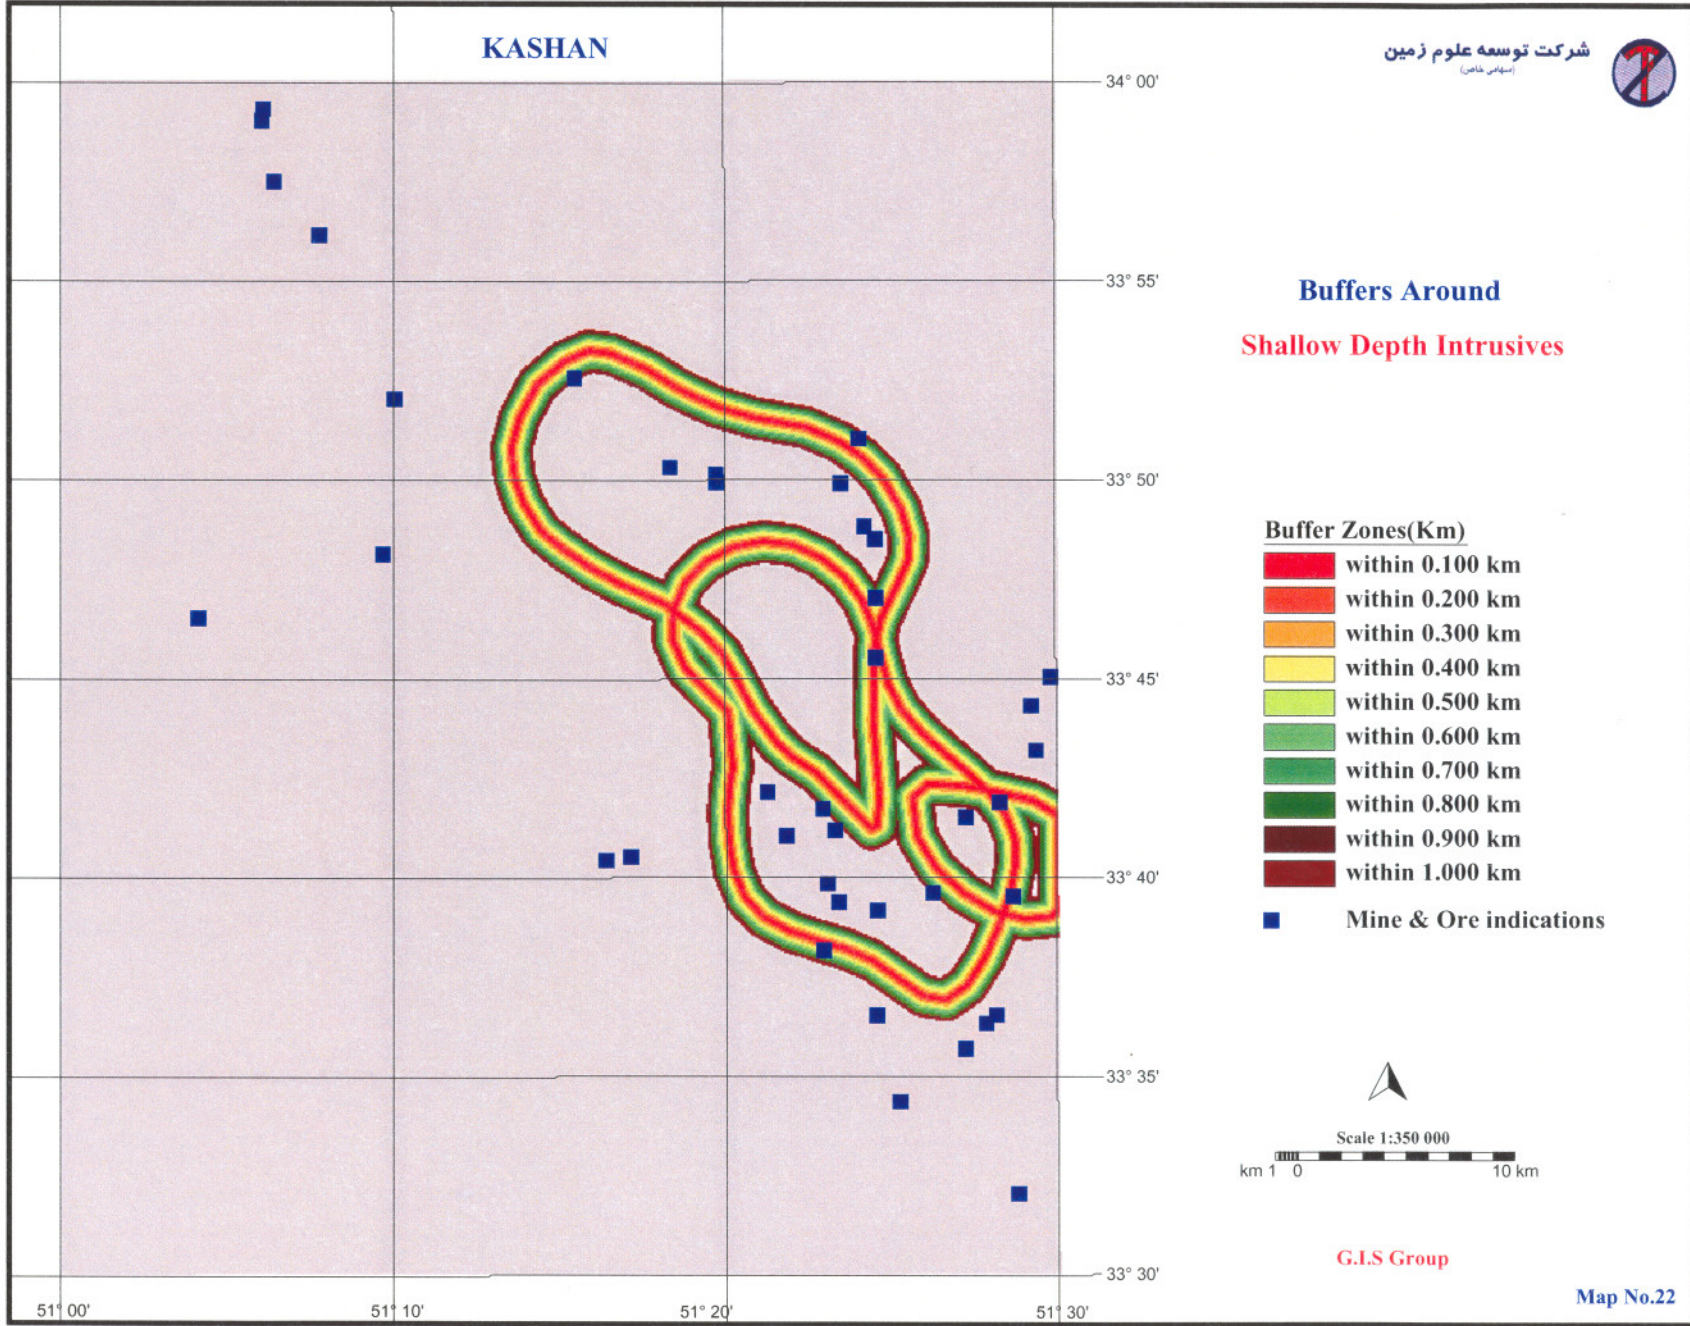 KASHAN
شرکت توسعه علوم زمین
(سهامی خاص)
34° 00'
33° 55'
33° 50'
33° 45'
33° 40'
33° 35'
33° 30'
51° 00'
51° 10'
51° 20'
51° 30'
Buffers Around
Shallow Depth Intrusives
Buffer Zones(Km)
within 0.100 km
within 0.200 km
within 0.300 km
within 0.400 km
within 0.500 km
within 0.600 km
within 0.700 km
within 0.800 km
within 0.900 km
within 1.000 km
Mine & Ore indications
Scale 1:350 000
km 1 0 10 km
G.I.S Group
Map No.22